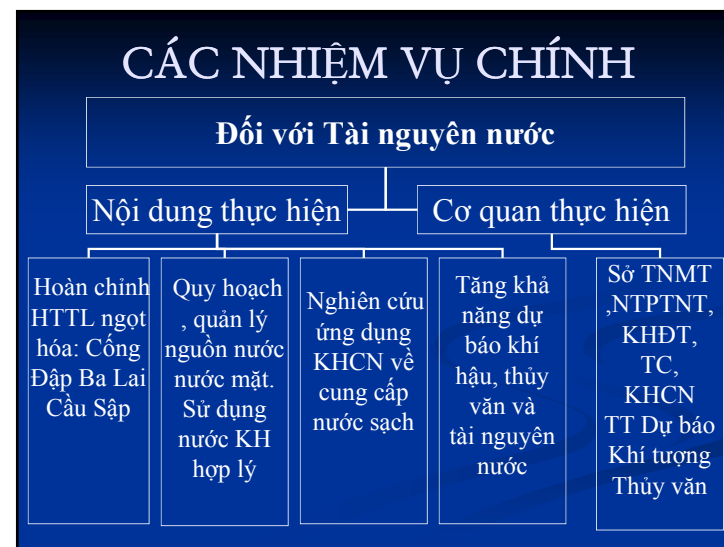 CÁC NHIỆM VỤ CHÍNH
Đối với Tài nguyên nước
Nội dung thực hiện
Cơ quan thực hiện
Hoàn chỉnh
HTTL ngọt
hóa: Cống
Đập Ba Lai
Cầu Sập
Quy hoạch
, quản lý
nguồn nước
nước mặt.
Sử dụng
nước KH
hợp lý
Nghiên cứu
ứng dụng
KHCN về
cung cấp
nước sạch
Tăng khả
năng dự
báo khí
hậu, thủy
văn và
tài nguyên
nước
Sở TNMT
,NTPTNT,
KHĐT,
TC,
KHCN
TT Dự báo
Khí tượng
Thủy văn